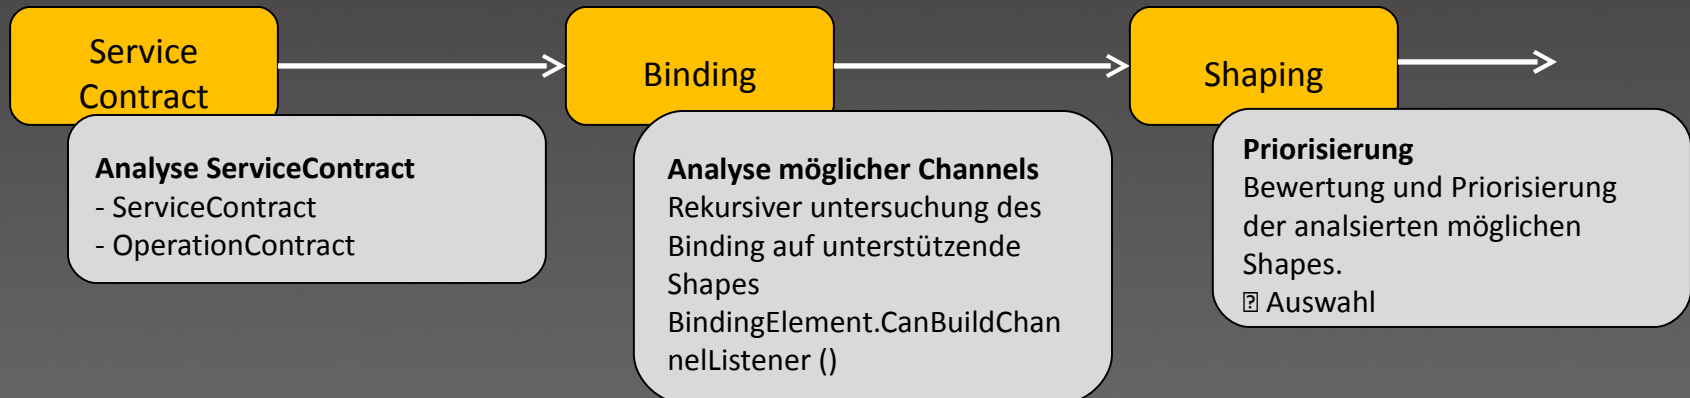 Service
Contract
Analyse ServiceContract
- ServiceContract
- OperationContract
Binding
Analyse möglicher Channels
Rekursiver untersuchung des
Binding auf unterstützende
Shapes
BindingElement.CanBuildChan
nelListener ()
Shaping
Priorisierung
Bewertung und Priorisierung
der analsierten möglichen
Shapes.
⍰ Auswahl